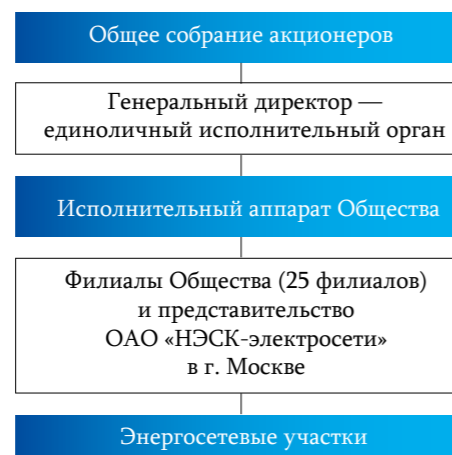 Общее собрание акционеров
Генеральный директор —
единоличный исполнительный орган
Исполнительный аппарат Общества
Филиалы Общества (25 филиалов)
и представительство
ОАО «НЭСК-электросети»
в г. Москве
Энергосетевые участки